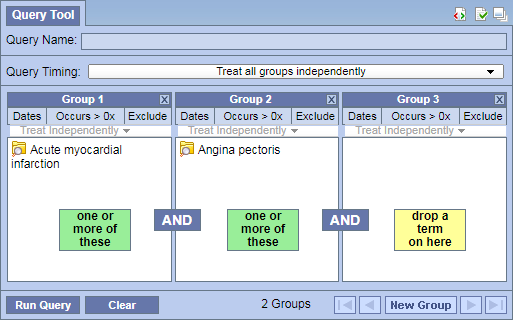 Query Tool
Query Name:
Query Timing: Treat all groups independently
Group 1 Group 2 Group 3
Dates Occurs > 0x Exclude Dates Occurs > 0x Exclude Dates Occurs > 0x Exclude
Treat Independently Treat Independently Treat Independently
Acute myocardial Angina pectoris
infarction
one or one or drop a
more of AND more of AND term
these these on here
Run Query Clear 2 Groups New Group